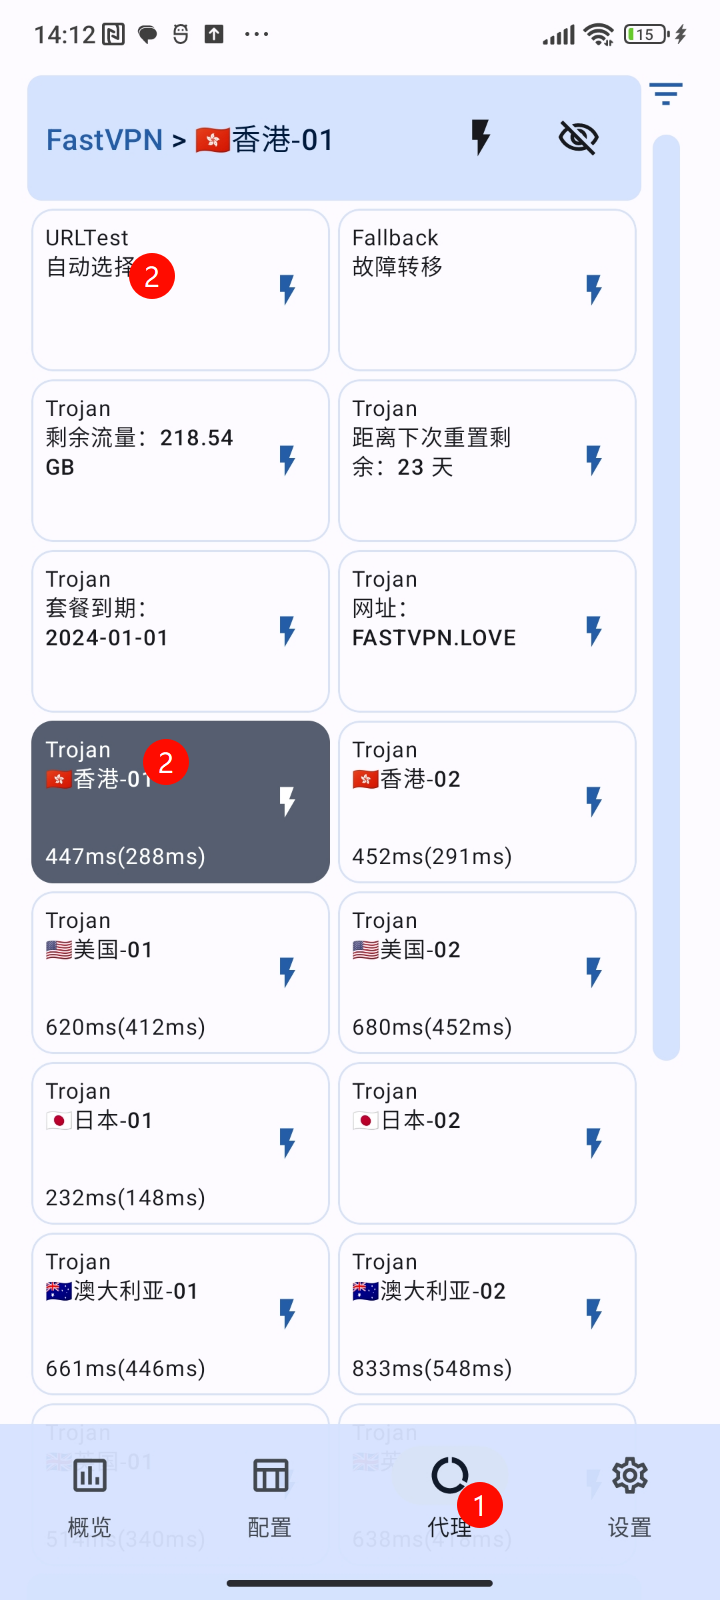 14:12
15
FastVPN > 🇭🇰香港-01
URLTest
自动选择
2
Fallback
故障转移
Trojan
剩余流量：218.54
GB
Trojan
距离下次重置剩
余：23 天
Trojan
套餐到期：
2024-01-01
Trojan
网址：
FASTVPN.LOVE
Trojan
🇭🇰香港-01
2
447ms(288ms)
Trojan
🇭🇰香港-02
452ms(291ms)
Trojan
🇺🇸美国-01
620ms(412ms)
Trojan
🇺🇸美国-02
680ms(452ms)
Trojan
🇯🇵日本-01
232ms(148ms)
Trojan
🇯🇵日本-02
Trojan
🇦🇺澳大利亚-01
661ms(446ms)
Trojan
🇦🇺澳大利亚-02
833ms(548ms)
Trojan
🇬🇧英国-01
514ms(340ms)
Trojan
🇬🇧英
638ms(418ms)
概览
配置
代理
1
设置